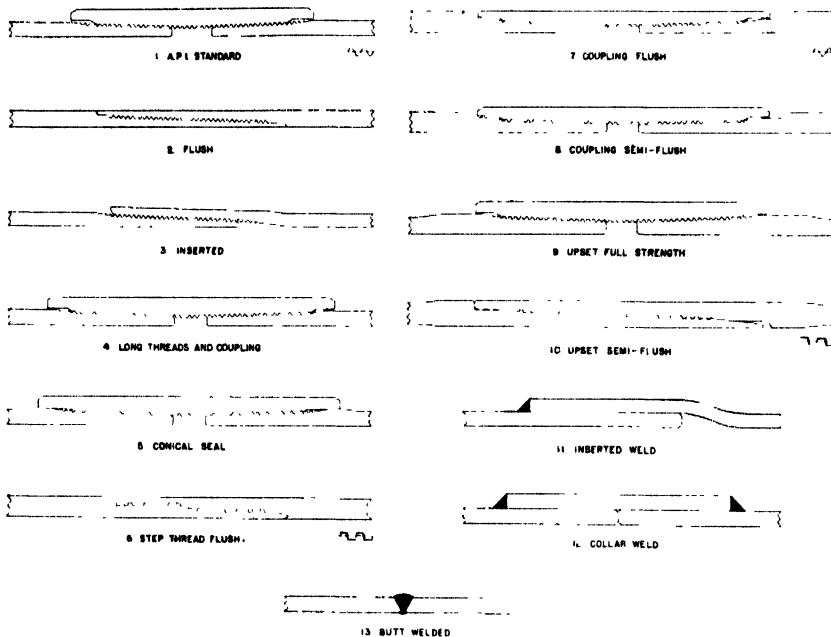 1 A.P.I. STANDARD
2 FLUSH
3 INSERTED
4 LONG THREADS AND COUPLING
5 CONICAL SEAL
6 STEP THREAD FLUSH.
7 COUPLING FLUSH
8 COUPLING SEMI-FLUSH
9 UPSET FULL STRENGTH
10 UPSET SEMI-FLUSH
11 INSERTED WELD
12 COLLAR WELD
13 BUTT WELDED